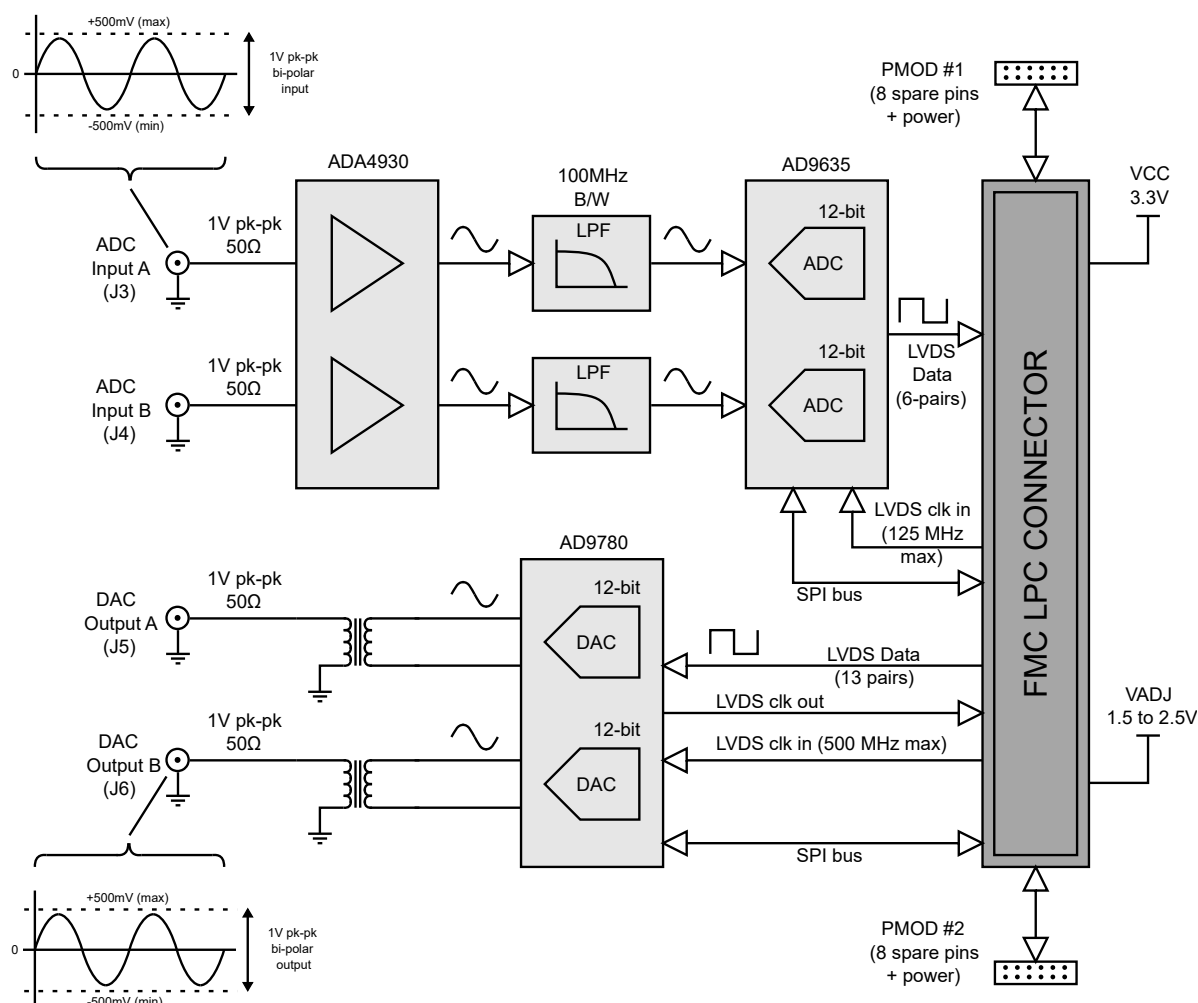 +500mV (max)
0
1V pk-pk
bi-polar
input
-500mV (min)
PMOD #1
(8 spare pins
+ power)
ADA4930
100MHz
B/W
AD9635
VCC
3.3V
ADC
Input A
(J3)
1V pk-pk
50Ω
LPF
12-bit
ADC
ADC
Input B
(J4)
1V pk-pk
50Ω
LPF
12-bit
ADC
LVDS
Data
(6-pairs)
FMC LPC CONNECTOR
LVDS clk in
(125 MHz
max)
SPI bus
AD9780
DAC
Output A
(J5)
1V pk-pk
50Ω
12-bit
DAC
LVDS Data
(13 pairs)
LVDS clk out
VADJ
1.5 to 2.5V
DAC
Output B
(J6)
1V pk-pk
50Ω
12-bit
DAC
LVDS clk in (500 MHz max)
SPI bus
+500mV (max)
0
1V pk-pk
bi-polar
output
-500mV (min)
PMOD #2
(8 spare pins
+ power)